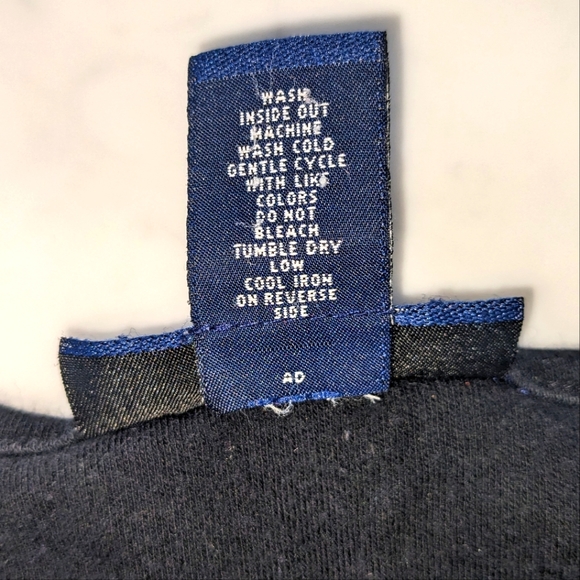 WASH
INSIDE OUT
MACHINE
WASH COLD
GENTLE CYCLE
WITH LIKE
COLORS
DO NOT
BLEACH
TUMBLE DRY
LOW
COOL IRON
ON REVERSE
SIDE
AD